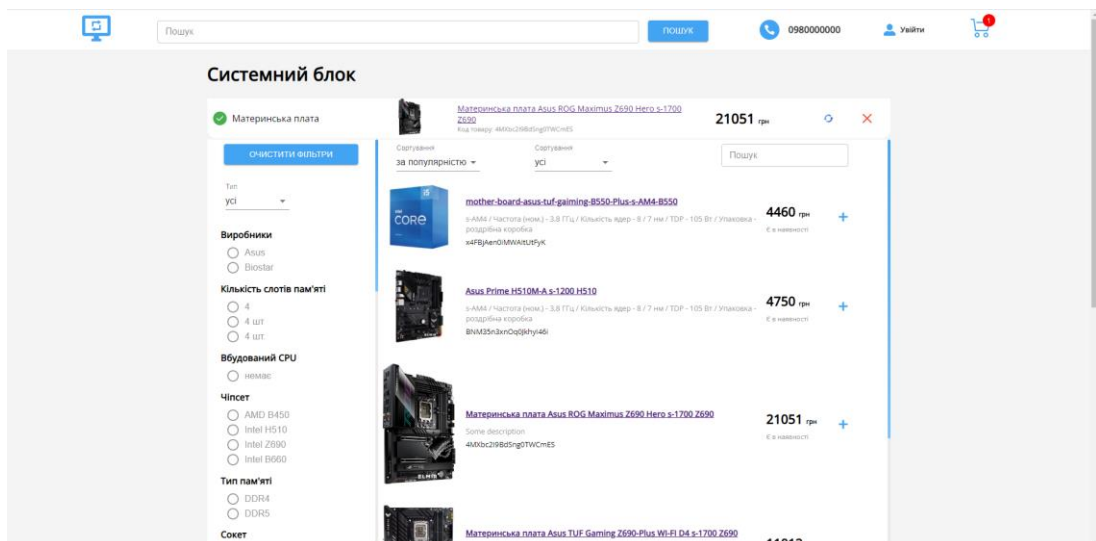 Пошук
ПОШУК
0980000000
Увійти
1
Системний блок
Материнська плата
Материнська плата Asus ROG Maximus Z690 Hero s-1700
Z690
Код товару:
21051 грн
ОЧИСТИТИ ФІЛЬТРИ
Тип
усі
Виробники
Asus
Biostar
Кількість слотів пам'яті
4
4 шт
4 шт.
Вбудований CPU
немає
Чіпсет
AMD B450
Intel H510
Intel Z690
Intel B660
Тип пам'яті
DDR4
DDR5
Сокет
Сортування
за популярністю
Сортування
усі
Пошук
i5
CORE
mother-board-asus-tuf-gaiming-B550-Plus-s-AM4-B550
s-AM4 / Частота (ном.) - 3,8 ГГц / Кількість ядер - 8 / 7 нм / TDP - 105 Вт / Упаковка -
роздрібна коробка
4460 грн
Є в наявності
Asus Prime H510M-A s-1200 H510
s-AM4 / Частота (ном.) - 3,8 ГГц / Кількість ядер - 8 / 7 нм / TDP - 105 Вт / Упаковка -
роздрібна коробка
4750 грн
Є в наявності
Материнська плата Asus ROG Maximus Z690 Hero s-1700 Z690
Some description
21051 грн
Є в наявності
Материнська плата Asus TUF Gaming Z690-Plus WI-FI D4 s-1700 Z690